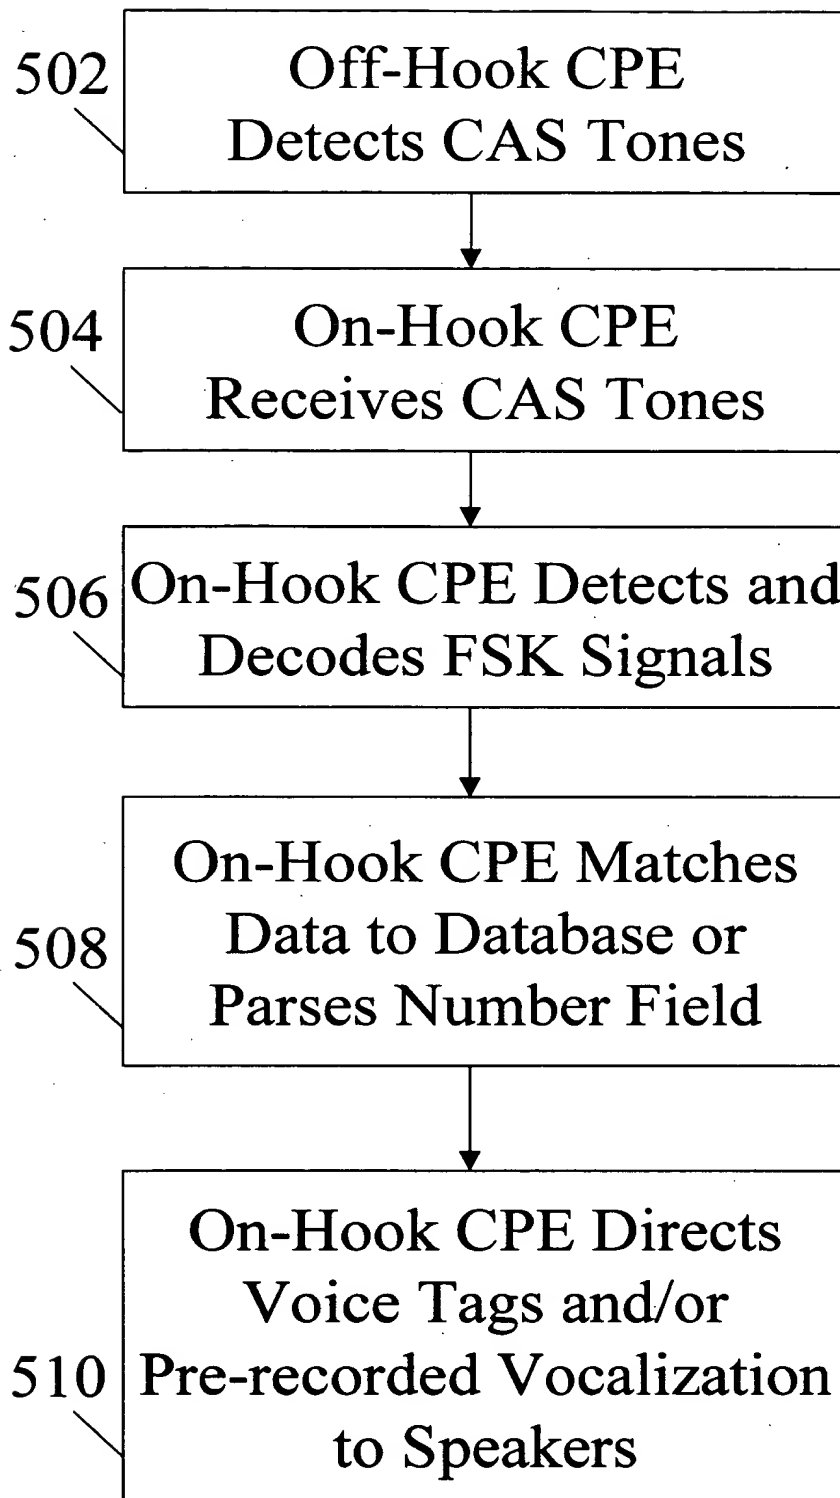 502
Off-Hook CPE
Detects CAS Tones
504
On-Hook CPE
Receives CAS Tones
506
On-Hook CPE Detects and
Decodes FSK Signals
508
On-Hook CPE Matches
Data to Database or
Parses Number Field
510
On-Hook CPE Directs
Voice Tags and/or
Pre-recorded Vocalization
to Speakers